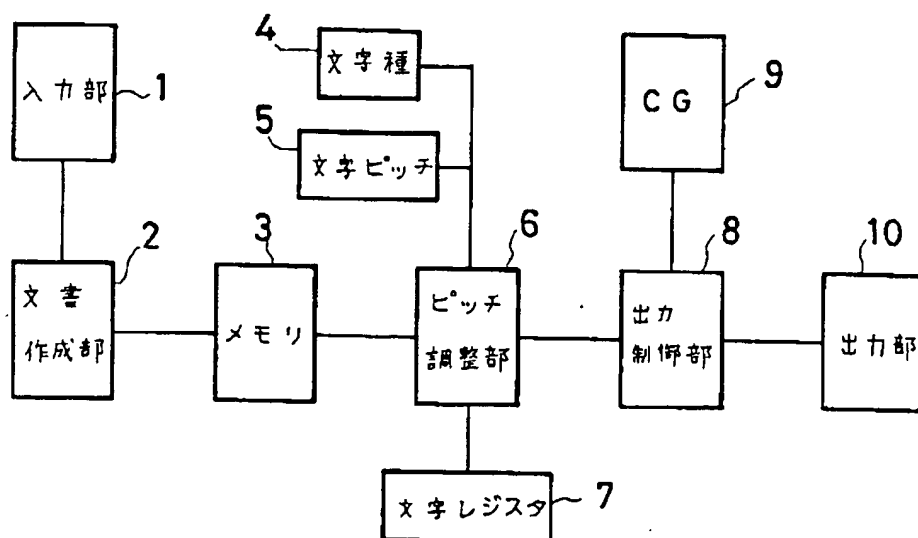 4
文字種
1
入力部
9
CG
5
文字ピッチ
2
文書
作成部
3
メモリ
6
ピッチ
調整部
8
出力
制御部
10
出力部
7
文字レジスタ